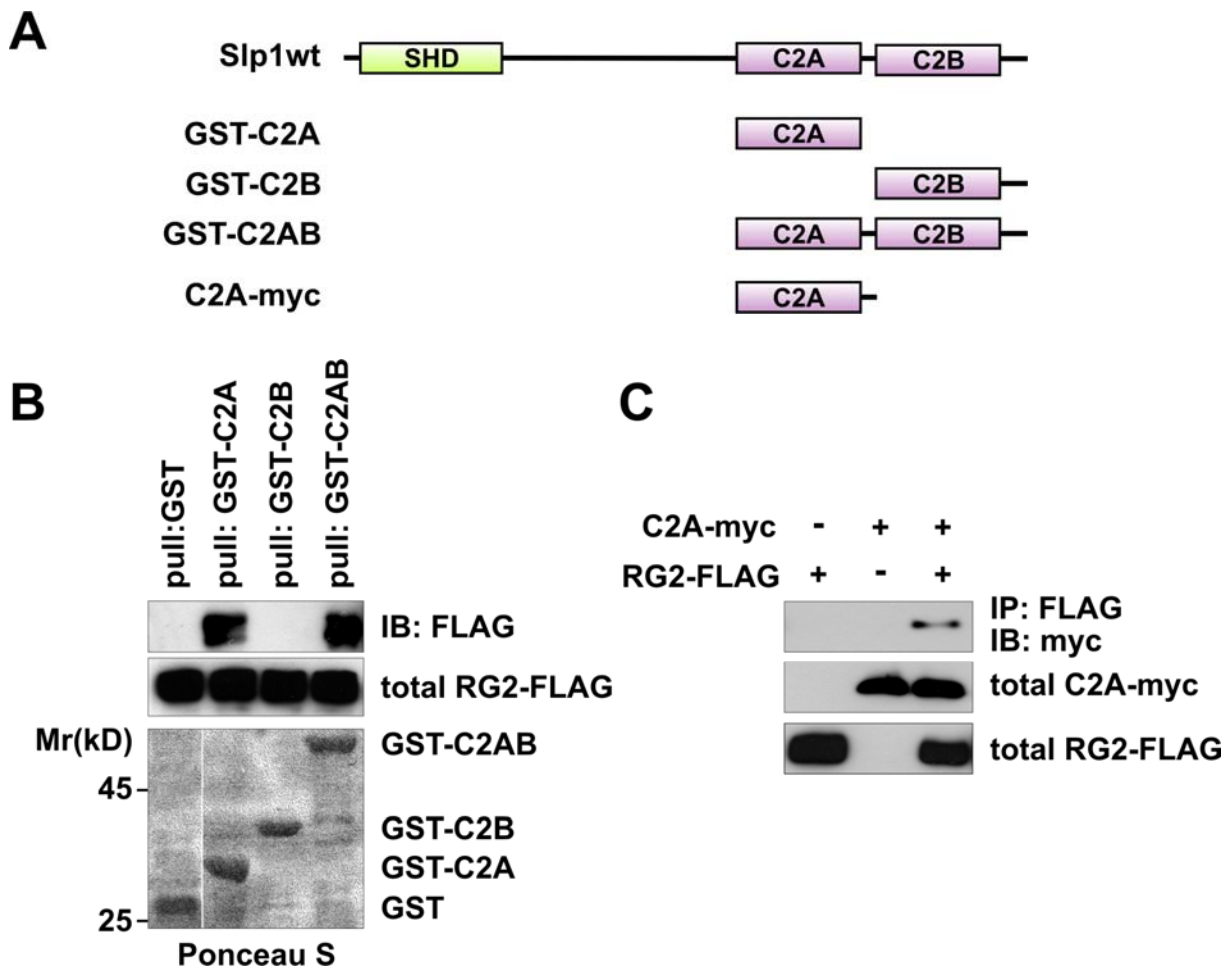 A
Slp1wt
SHD
C2A
C2B
GST-C2A
C2A
GST-C2B
C2B
GST-C2AB
C2A
C2B
C2A-myc
C2A
B
pull:GST
pull: GST-C2A
pull: GST-C2B
pull: GST-C2AB
IB: FLAG
total RG2-FLAG
Mr(kD)
45
25
GST-C2AB
GST-C2B
GST-C2A
GST
Ponceau S
C
C2A-myc - + +
RG2-FLAG + - +
IP: FLAG
IB: myc
total C2A-myc
total RG2-FLAG